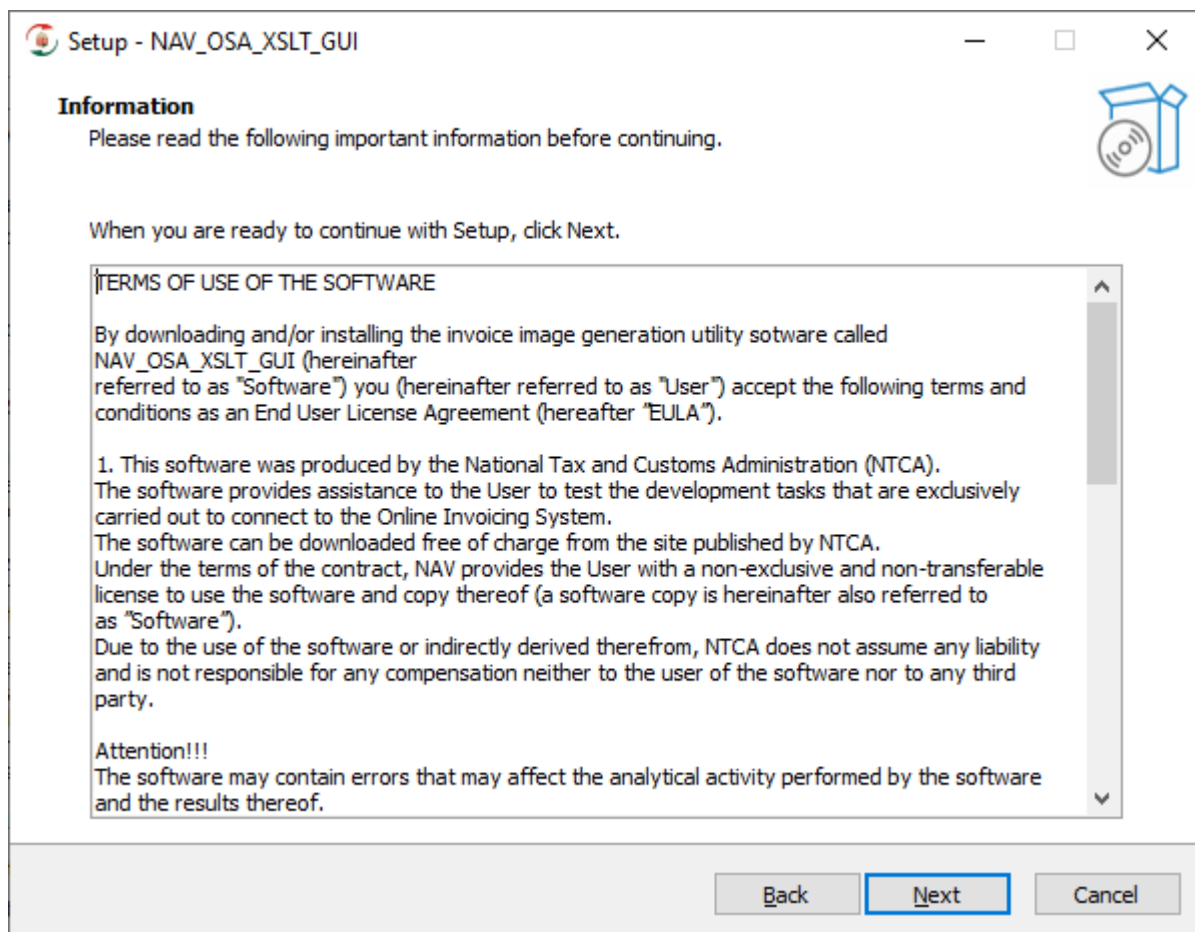 Setup - NAV_OSA_XSLT_GUI
Information
Please read the following important information before continuing.
When you are ready to continue with Setup, click Next.
TERMS OF USE OF THE SOFTWARE
By downloading and/or installing the invoice image generation utility sotware called
NAV_OSA_XSLT_GUI (hereinafter
referred to as "Software") you (hereinafter referred to as "User") accept the following terms and
conditions as an End User License Agreement (hereafter ”EULA”).
1. This software was produced by the National Tax and Customs Administration (NTCA).
The software provides assistance to the User to test the development tasks that are exclusively
carried out to connect to the Online Invoicing System.
The software can be downloaded free of charge from the site published by NTCA.
Under the terms of the contract, NAV provides the User with a non-exclusive and non-transferable
license to use the software and copy thereof (a software copy is hereinafter also referred to
as ”Software”).
Due to the use of the software or indirectly derived therefrom, NTCA does not assume any liability
and is not responsible for any compensation neither to the user of the software nor to any third
party.
Attention!!!
The software may contain errors that may affect the analytical activity performed by the software
and the results thereof.
Back
Next
Cancel